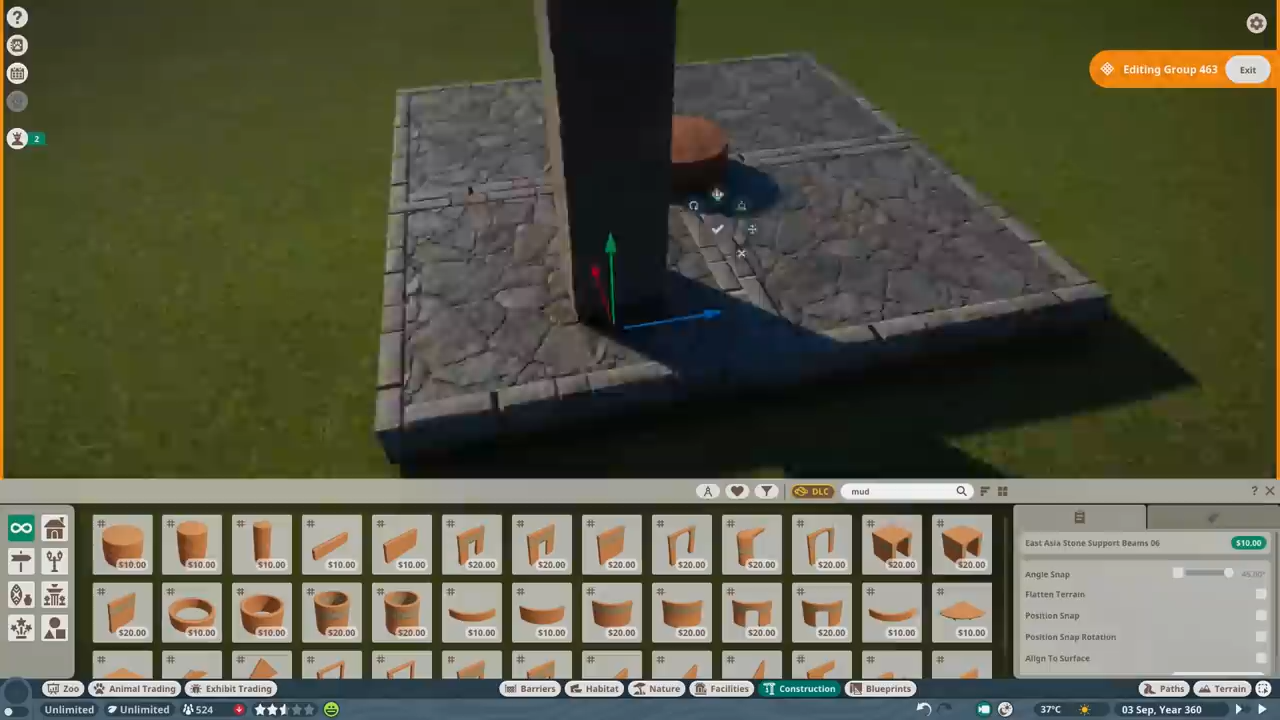 ?
Editing Group 463
Exit
2
DLC
mud
?
$10.00 $10.00 $10.00 $10.00 $10.00 $20.00 $20.00 $20.00 $20.00 $20.00 $20.00 $20.00 $20.00
East Asia Stone Support Beams 06
$10.00
Angle Snap
45.00°
$20.00 $10.00 $10.00 $20.00 $20.00 $10.00 $10.00 $20.00 $20.00 $20.00 $20.00 $10.00 $10.00
Flatten Terrain
Position Snap
Position Snap Rotation
Align To Surface
Zoo
Animal Trading
Exhibit Trading
Barriers
Habitat
Nature
Facilities
Construction
Blueprints
Paths
Terrain
Unlimited
Unlimited
524
37°C
03 Sep, Year 360